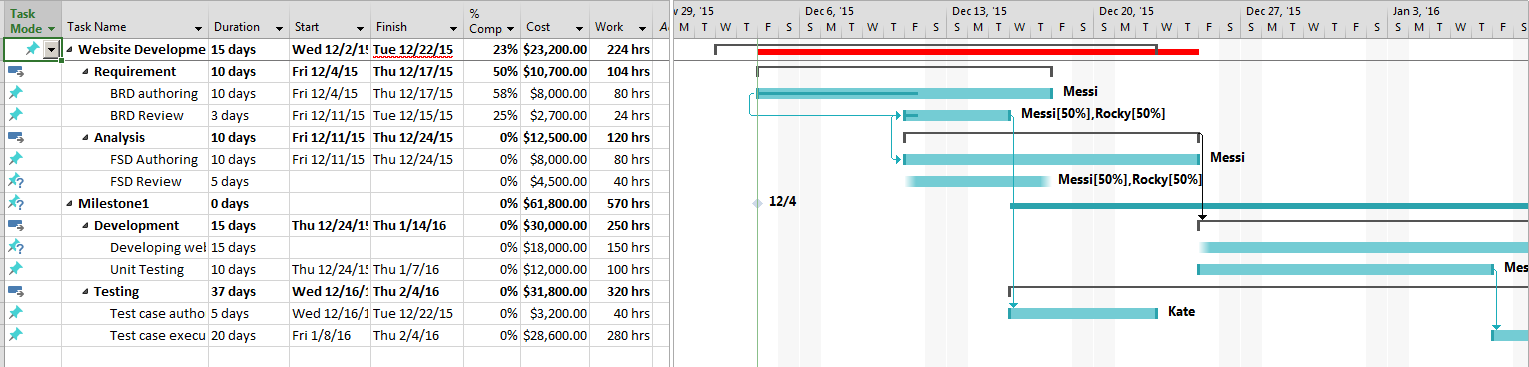 Task Mode Task Name Duration Start Finish % Comp Cost Work
Website Developme 15 days Wed 12/2/1 Tue 12/22/15 23% $23,200.00 224 hrs
Requirement 10 days Fri 12/4/15 Thu 12/17/15 50% $10,700.00 104 hrs
BRD authoring 10 days Fri 12/4/15 Thu 12/17/15 58% $8,000.00 80 hrs
BRD Review 3 days Fri 12/11/15 Tue 12/15/15 25% $2,700.00 24 hrs
Analysis 10 days Fri 12/11/15 Thu 12/24/15 0% $12,500.00 120 hrs
FSD Authoring 10 days Fri 12/11/15 Thu 12/24/15 0% $8,000.00 80 hrs
FSD Review 5 days 0% $4,500.00 40 hrs
Milestone1 0 days 0% $61,800.00 570 hrs
Development 15 days Thu 12/24/1 Thu 1/14/16 0% $30,000.00 250 hrs
Developing wel 15 days 0% $18,000.00 150 hrs
Unit Testing 10 days Thu 12/24/1 Thu 1/7/16 0% $12,000.00 100 hrs
Testing 37 days Wed 12/16/1 Thu 2/4/16 0% $31,800.00 320 hrs
Test case autho 5 days Wed 12/16/1 Tue 12/22/15 0% $3,200.00 40 hrs
Test case execu 20 days Fri 1/8/16 Thu 2/4/16 0% $28,600.00 280 hrs
29, '15 Dec 6, '15 Dec 13, '15 Dec 20, '15 Dec 27, '15 Jan 3, '16
M T W T F S S M T W T F S S M T W T F S S M T W T F S S M T W T F S S M T W T F S
Messi
Messi[50%],Rocky[50%]
Messi
Messi[50%],Rocky[50%]
12/4
Mes
Kate